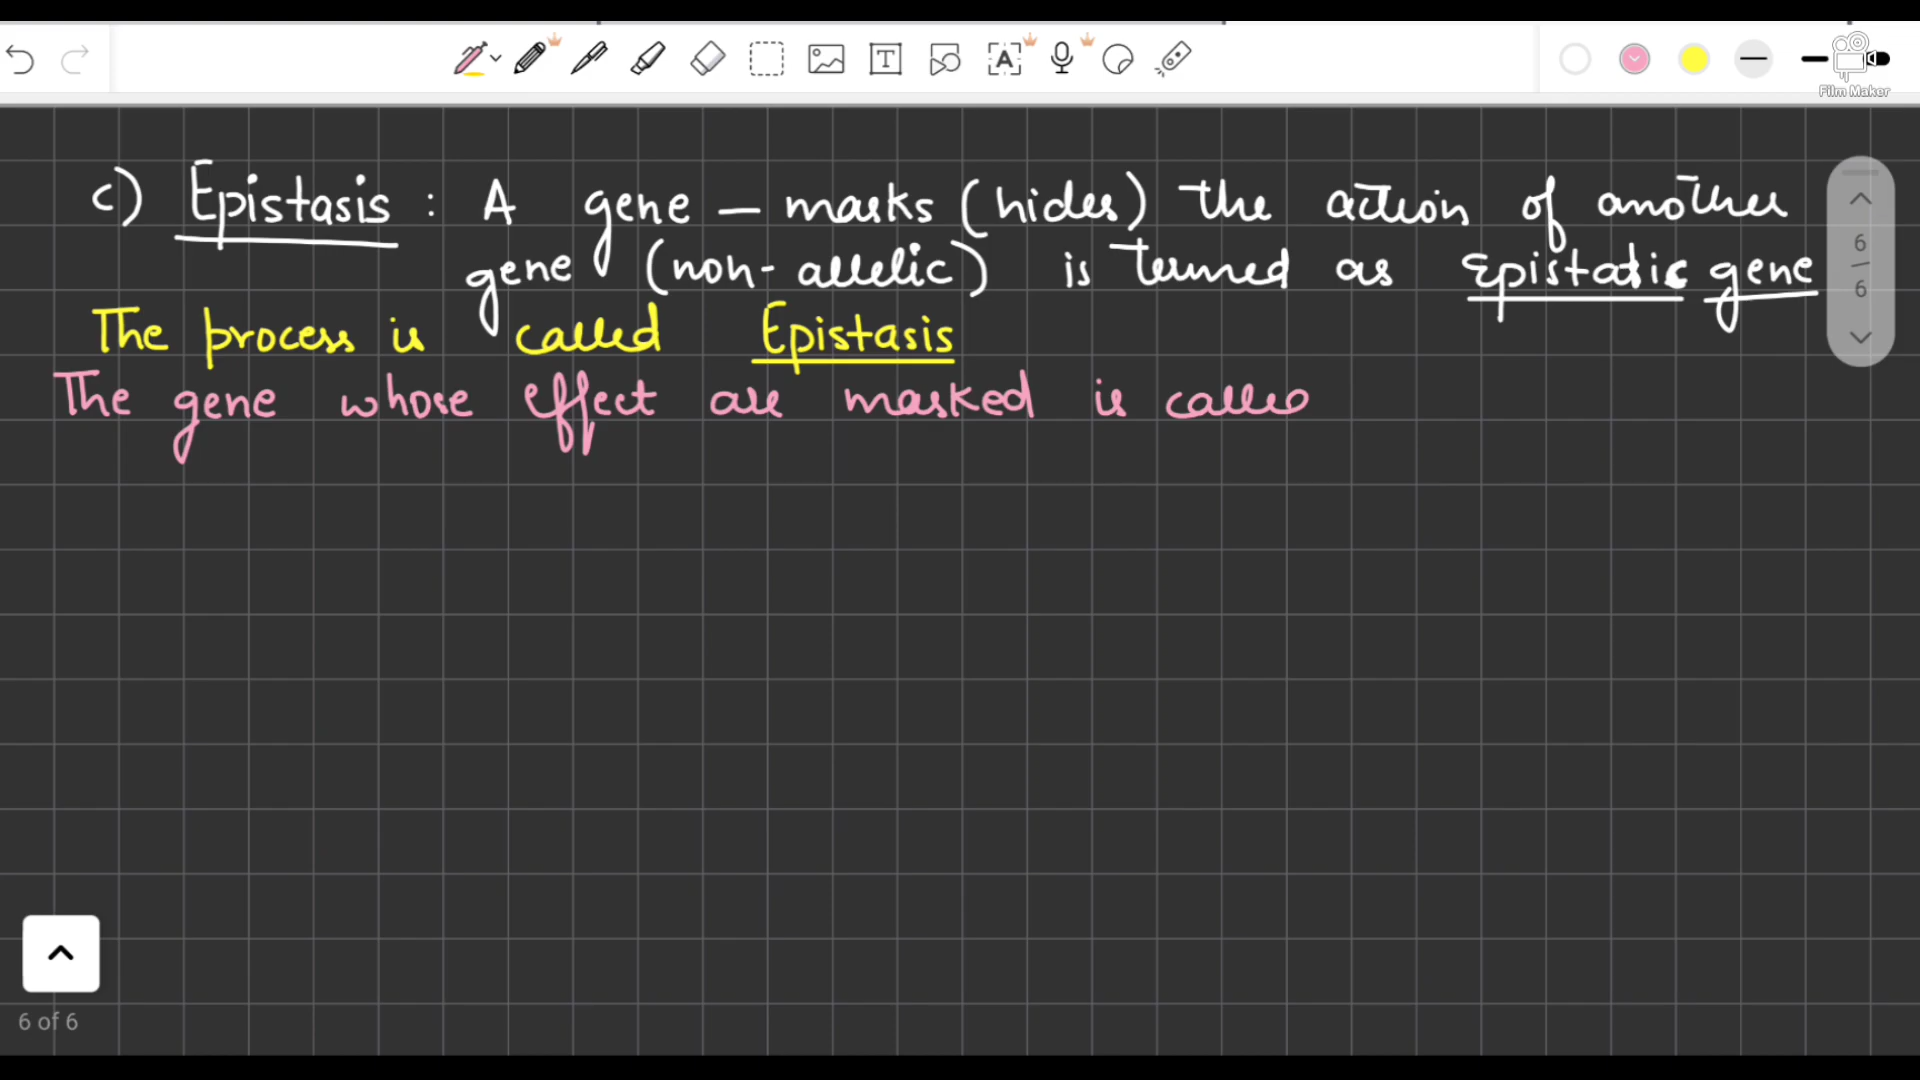 Film Maker
c) Epistasis : A gene – masks (hides) the action of another
gene (non-allelic) is termed as Epistatic gene
The process is called Epistasis
The gene whose effect are masked is calle
6
6
6 of 6